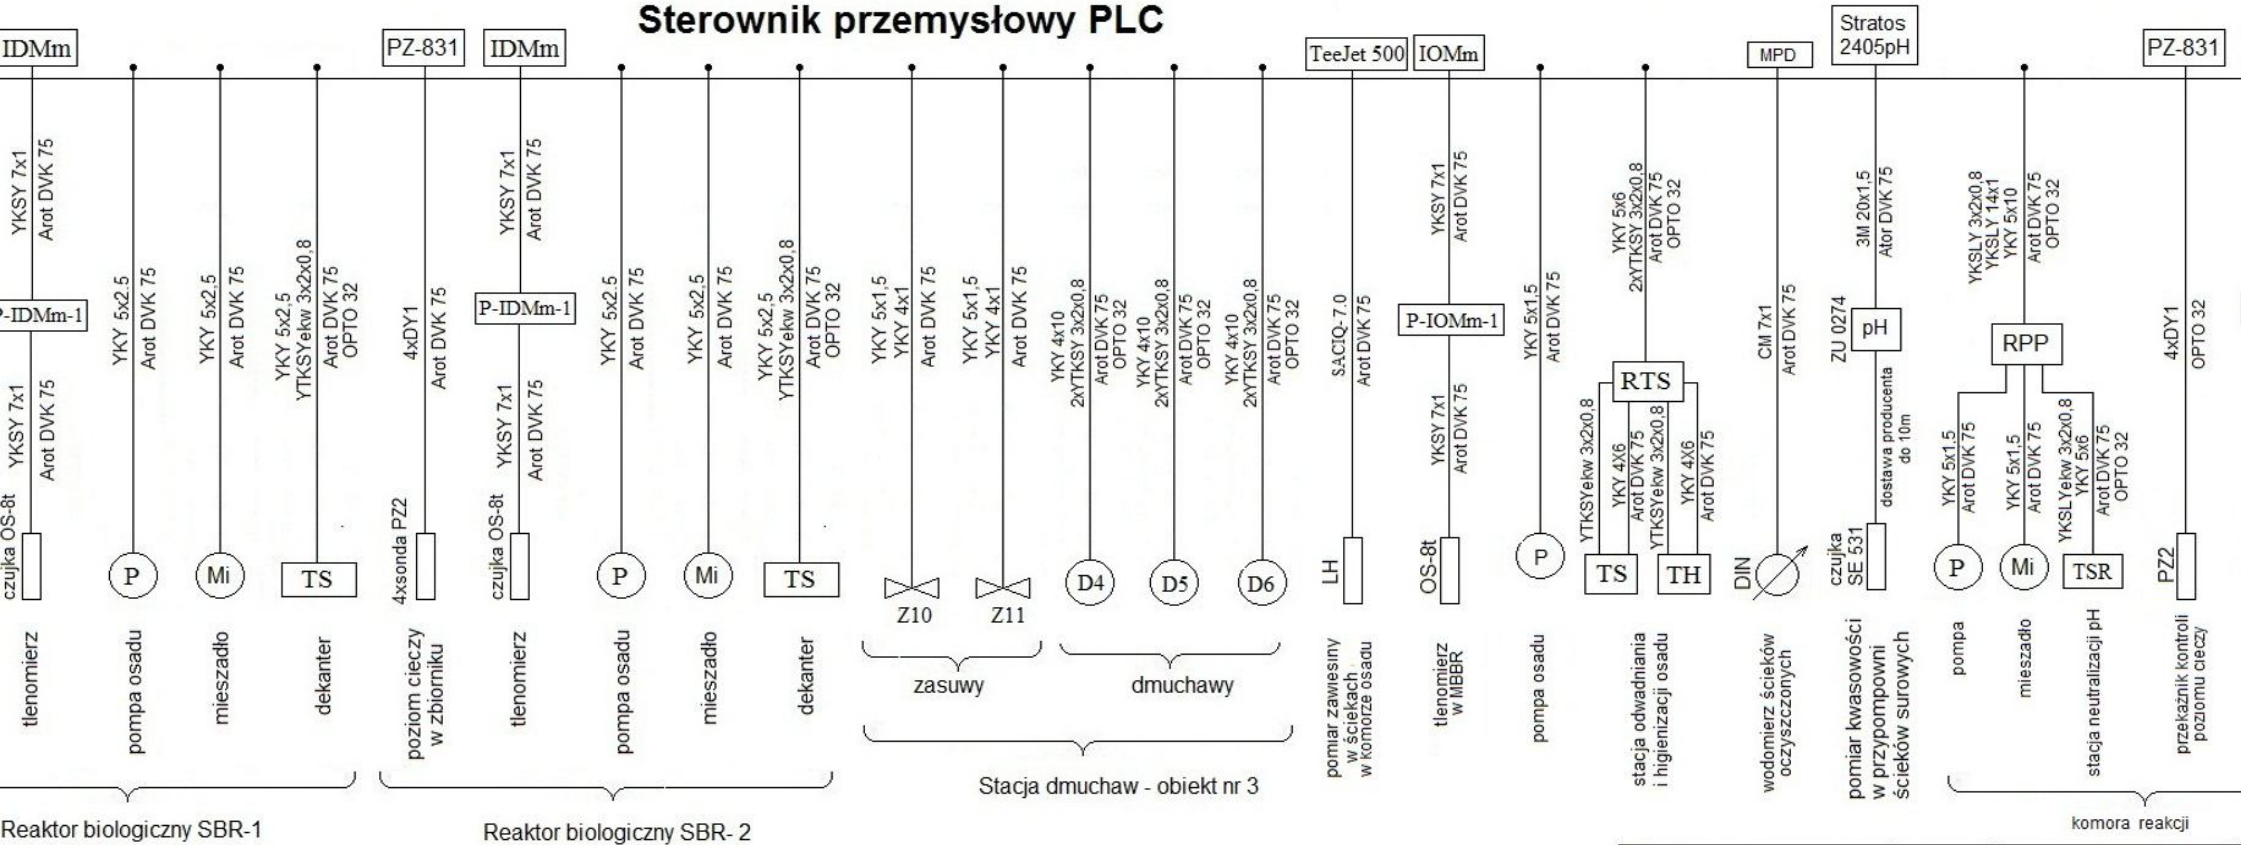 Sterownik przemysłowy PLC
IDMm
YKSY 7x1
Arot DVK 75
P-IDMm-1
YKSY 7x1
Arot DVK 75
czujka OS-8t
tlenomierz
YKY 5x2.5
Arot DVK 75
P
pompa osadu
YKY 5x2,5
Arot DVK 75
Mi
mieszadło
YKY 5x2,5
YTKSYekw 3x2x0,8
Arot DVK 75
OPTO 32
TS
dekanter
Reaktor biologiczny SBR-1
PZ-831
4xDY1
Arot DVK 75
4xsonda PZ2
poziom cieczy
w zbiorniku
IDMm
YKSY 7x1
Arot DVK 75
P-IDMm-1
YKSY 7x1
Arot DVK 75
czujka OS-8t
tlenomierz
YKY 5x2.5
Arot DVK 75
P
pompa osadu
YKY 5x2,5
Arot DVK 75
Mi
mieszadło
YKY 5x2,5
YTKSYekw 3x2x0,8
Arot DVK 75
OPTO 32
TS
dekanter
Reaktor biologiczny SBR- 2
YKY 5x1,5
YKY 4x1
Arot DVK 75
Z10
YKY 5x1,5
YKY 4x1
Arot DVK 75
Z11
zasuwy
YKY 4x10
2xYTKSY 3x2x0,8
Arot DVK 75
OPTO 32
D4
YKY 4x10
2xYTKSY 3x2x0,8
Arot DVK 75
OPTO 32
D5
YKY 4x10
2xYTKSY 3x2x0,8
Arot DVK 75
OPTO 32
D6
dmuchawy
Stacja dmuchaw - obiekt nr 3
TeeJet 500
SACIQ-7.0
Arot DVK 75
LH
pomiar zawiesiny
w ściekach
w komorze osadu
IOMm
YKSY 7x1
Arot DVK 75
P-IOMm-1
YKSY 7x1
Arot DVK 75
OS-8t
tlenomierz
w MBBR
YKY 5x1,5
Arot DVK 75
P
pompa osadu
YKY 5x6
2xYTKSY 3x2x0,8
Arot DVK 75
OPTO 32
RTS
YTKSYekw 3x2x0,8
YKY 4X6
Arot DVK 75
YTKSYekw 3x2x0,8
YKY 4X6
Arot DVK 75
TS
TH
stacja odwadniania
i higienizacji osadu
MPD
CM 7x1
Arot DVK 75
DIN
wodomierz ścieków
oczyszczonych
Stratos
2405pH
3M 20x1,5
Ator DVK 75
ZU 0274
pH
dostawa producenta
do 10m
czujka
SE 531
pomiar kwasowości
w przypompowni
ścieków surowych
YKSLY 3x2x0,8
YKSLY 14x1
YKY 5x10
Arot DVK 75
OPTO 32
RPP
YKY 5x1.5
Arot DVK 75
P
pompa
YKY 5x1,5
Arot DVK 75
Mi
mieszadło
YKSLYekw 3x2x0,8
YKY 5x6
Arot DVK 75
OPTO 32
TSR
stacja neutralizacji pH
PZ-831
4xDY1
OPTO 32
PZ2
przekaźnik kontroli
poziomu cieczy
komora reakcji